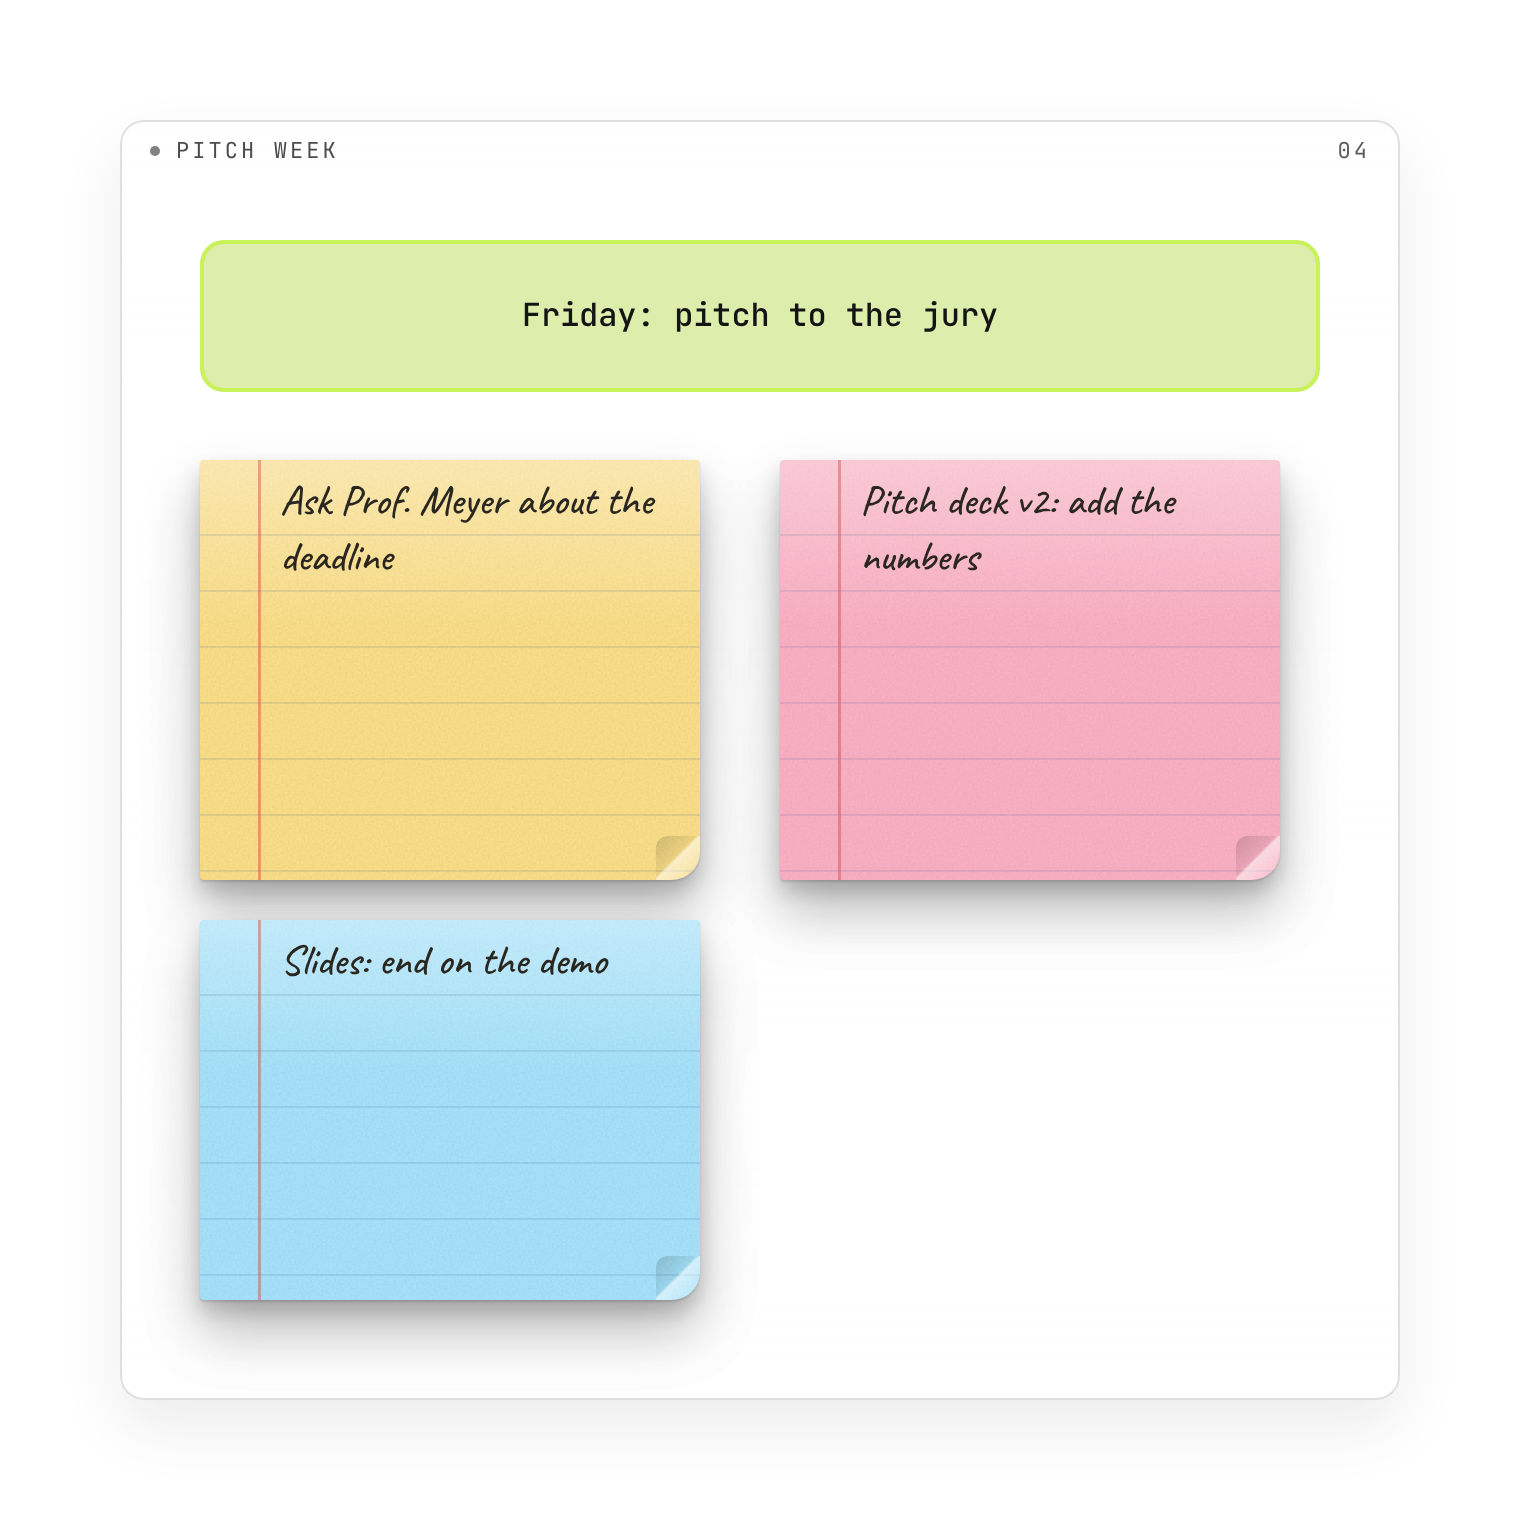 PITCH WEEK
04
Friday: pitch to the jury
Ask Prof. Meyer about the
deadline
Pitch deck v2: add the
numbers
Slides: end on the demo